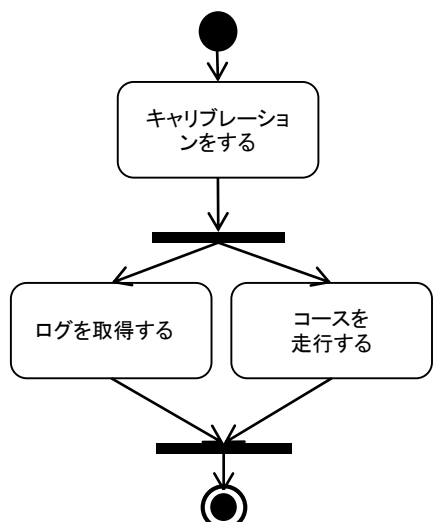 キャリブレーショ
ンをする
ログを取得する
コースを
走行する